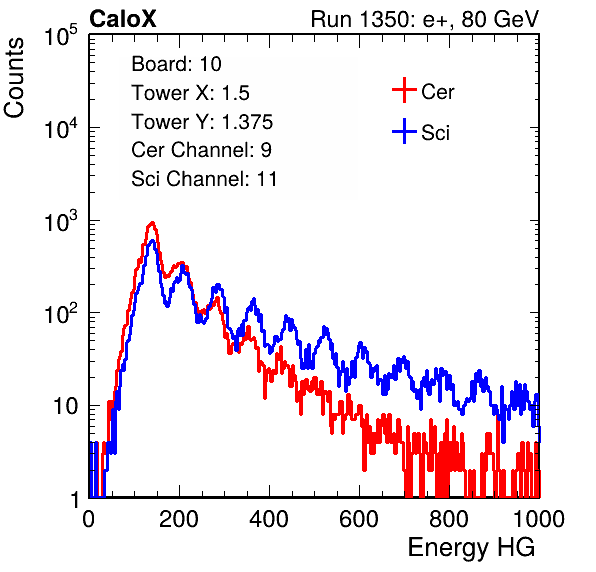 CaloX Run 1350: e+, 80 GeV
Counts
10^5
10^4
10^3
10^2
10
1
Board: 10
Tower X: 1.5
Tower Y: 1.375
Cer Channel: 9
Sci Channel: 11
Cer
Sci
0 200 400 600 800 1000
Energy HG